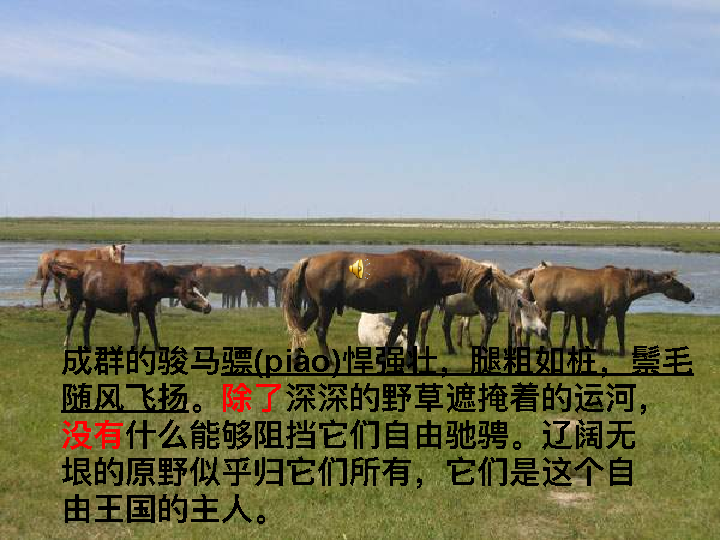 成群的骏马骠(piào)悍强壮，腿粗如桩，鬃毛
随风飞扬。除了深深的野草遮掩着的运河，
没有什么能够阻挡它们自由驰骋。辽阔无
垠的原野似乎归它们所有，它们是这个自
由王国的主人。